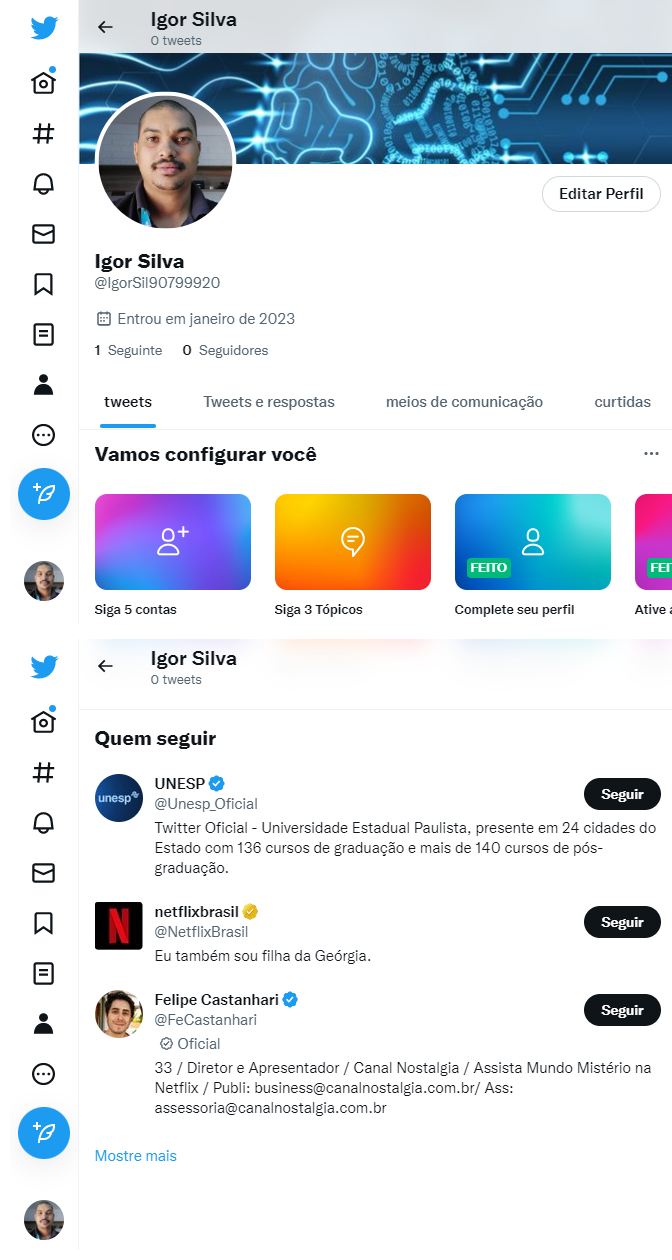 Igor Silva
0 tweets
Editar Perfil
Igor Silva
@IgorSil90799920
Entrou em janeiro de 2023
1 Seguinte 0 Seguidores
tweets Tweets e respostas meios de comunicação curtidas
Vamos configurar você
FEITO FEI
Siga 5 contas Siga 3 Tópicos Complete seu perfil Ative a
Igor Silva
0 tweets
Quem seguir
unesp
UNESP
Seguir
@Unesp_Oficial
Twitter Oficial - Universidade Estadual Paulista, presente em 24 cidades do
Estado com 136 cursos de graduação e mais de 140 cursos de pós-
graduação.
N
netflixbrasil
Seguir
@NetflixBrasil
Eu também sou filha da Geórgia.
Felipe Castanhari
Seguir
@FeCastanhari
Oficial
33 / Diretor e Apresentador / Canal Nostalgia / Assista Mundo Mistério na
Netflix / Publi: business@canalnostalgia.com.br/ Ass:
assessoria@canalnostalgia.com.br
Mostre mais